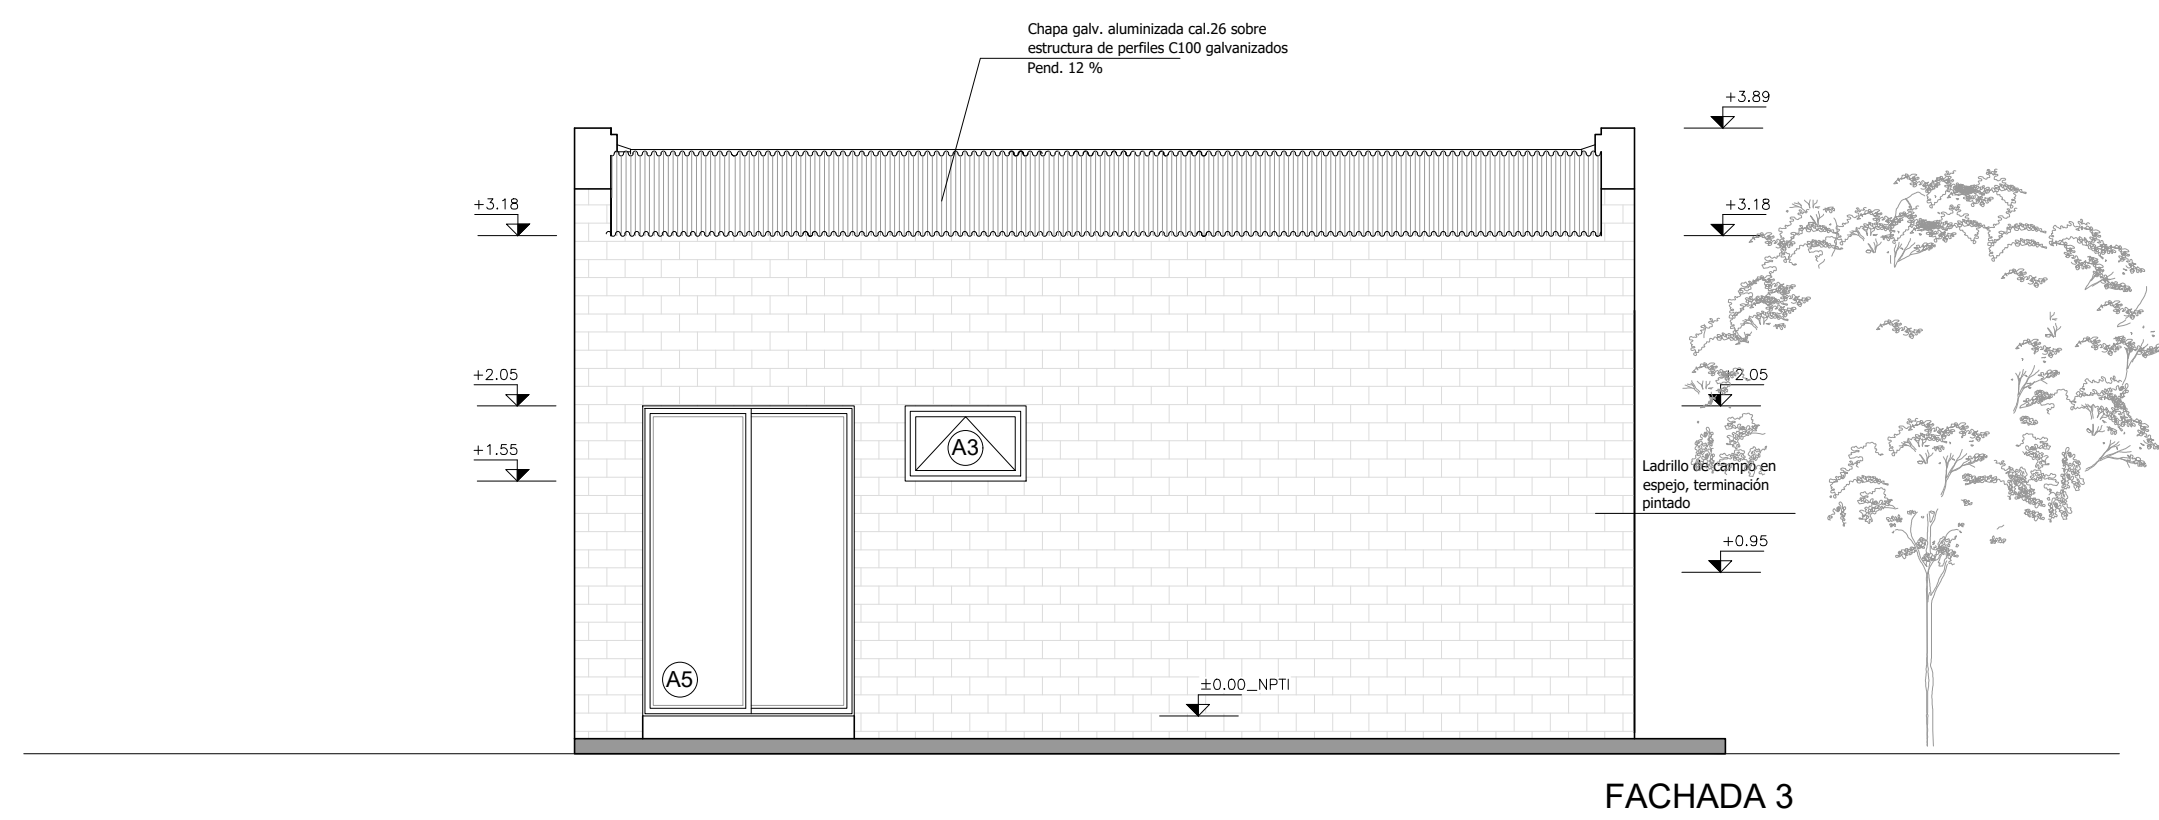 Chapa galv. aluminizada cal.26 sobre
estructura de perfiles C100 galvanizados
Pend. 12 %
+3.89
+3.18
+3.18
+2.05
+2.05
+1.55
A3
Ladrillo de campo en
espejo, terminación
pintado
+0.95
A5
±0.00_NPTI
FACHADA 3